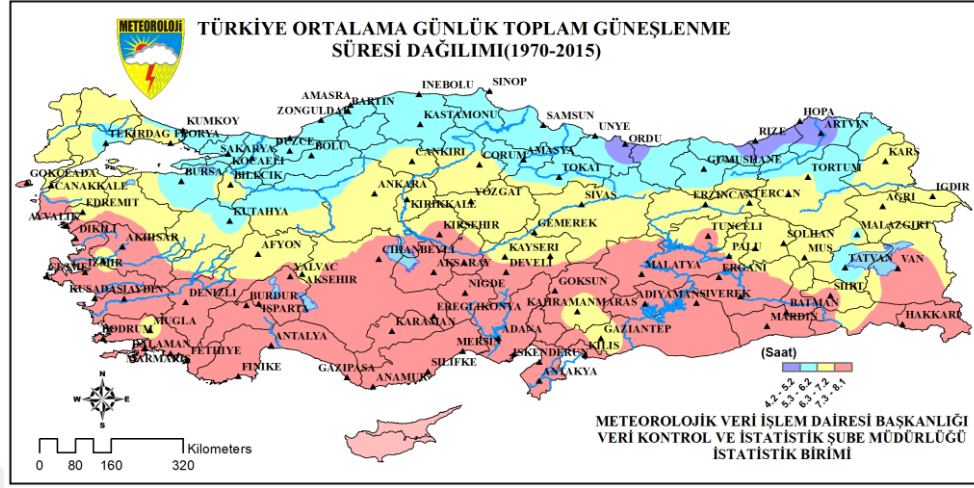 METEOROLOJİ
TÜRKİYE ORTALAMA GÜNLÜK TOPLAM GÜNEŞLENME
SÜRESİ DAĞILIMI(1970-2015)
SINOP
INEBOLU
AMASRA
BARTIN
ZONGULDAK
KASTAMONU
SAMSUN
UNYE
ORDU
HOPA
RIZE
ARTVIN
KUMKOY
TEKIRDAG FLORYA
SAKARYA
DUZCE
BOLU
KOCAELI
CANKIRI
CORUM
AMASYA
TOKAT
GUMUSHANE
TORTUM
KARS
GOKCEADA
CANAKKALE
BURSA
BILECIK
ANKARA
KIRIKKALE
YOZGAT
SIVAS
ERZINCAN
TERCAN
AGRI
IGDIR
EDREMIT
AYVALIK
KUTAHYA
KIRSEHIR
GEMEREK
TUNCELI
SOLHAN
MALAZGIRT
DIKILI
AKHISAR
AFYON
CIHANBEYLI
KAYSERI
PALU
MUS
TATVAN
VAN
CESME
IZMIR
YALVAC
AKSEHIR
AKSARAY
DEVELI
MALATYA
ERGANI
SIIRT
KUSADASI
AYDIN
DENIZLI
BURDUR
ISPARTA
NIGDE
GOKSUN
EREGLI KONYA
KAHRAMANMARAS
ADIYAMAN
SIVEREK
BATMAN
MARDIN
HAKKARI
BODRUM
MUGLA
ANTALYA
KARAMAN
ADANA
GAZIANTEP
DALAMAN
MARMARIS
FETHIYE
MERSIN
KILIS
FINIKE
GAZIPASA
ANAMUR
SILIFKE
ISKENDERUN
ANTAKYA
(Saat)
4.2 - 5.2
5.3 - 6.2
6.3 - 7.2
7.3 - 8.1
N
W
E
S
Kilometers
0 80 160 320
METEOROLOJİK VERİ İŞLEM DAİRESİ BAŞKANLIĞI
VERİ KONTROL VE İSTATİSTİK ŞUBE MÜDÜRLÜĞÜ
İSTATİSTİK BİRİMİ